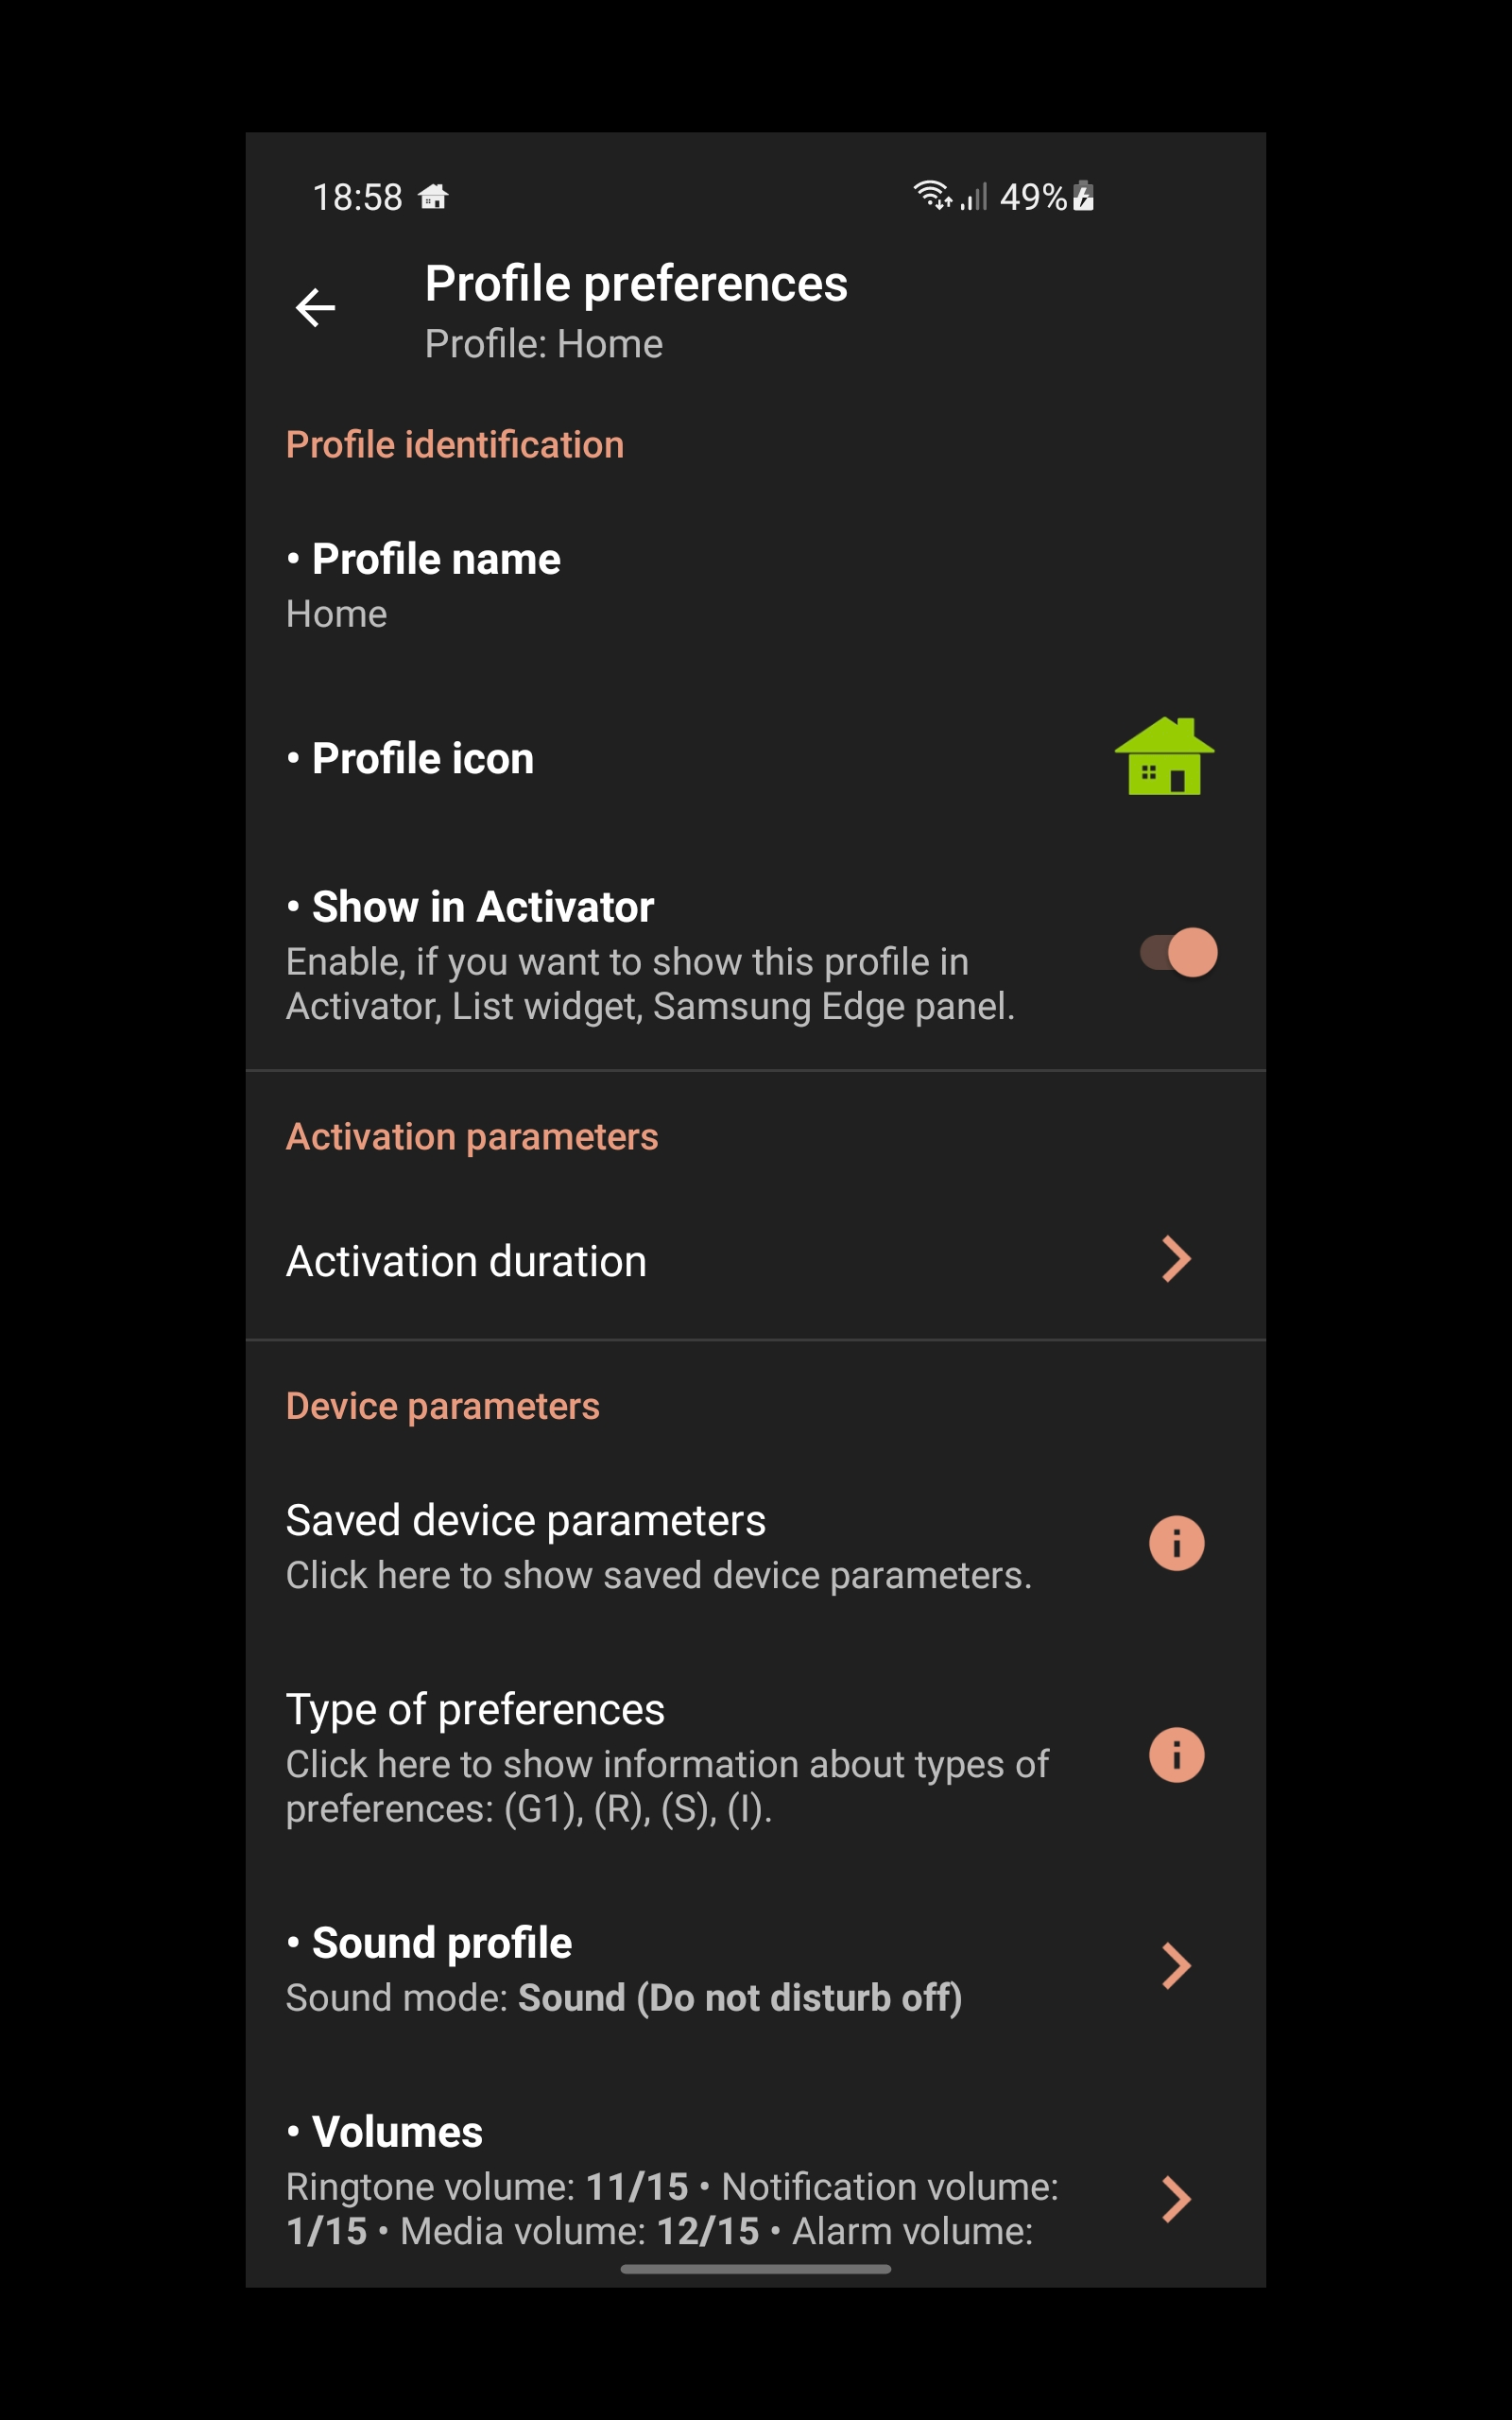 18:58 49%
Profile preferences
Profile: Home
Profile identification
• Profile name
Home
• Profile icon
• Show in Activator
Enable, if you want to show this profile in
Activator, List widget, Samsung Edge panel.
Activation parameters
Activation duration
Device parameters
Saved device parameters
Click here to show saved device parameters.
Type of preferences
Click here to show information about types of
preferences: (G1), (R), (S), (I).
• Sound profile
Sound mode: Sound (Do not disturb off)
• Volumes
Ringtone volume: 11/15 • Notification volume:
1/15 • Media volume: 12/15 • Alarm volume: